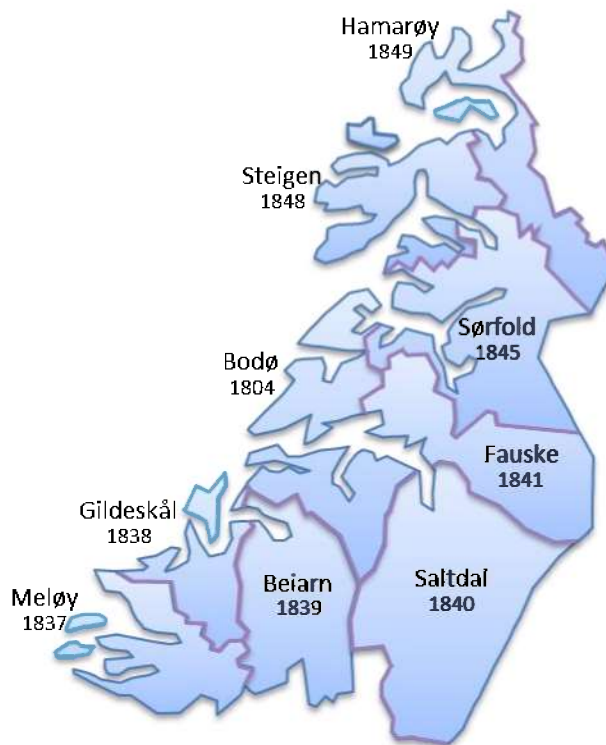 Hamarøy
1849
Steigen
1848
Sørfold
1845
Bodø
1804
Fauske
1841
Gildeskål
1838
Beiarn
1839
Saltdal
1840
Meløy
1837